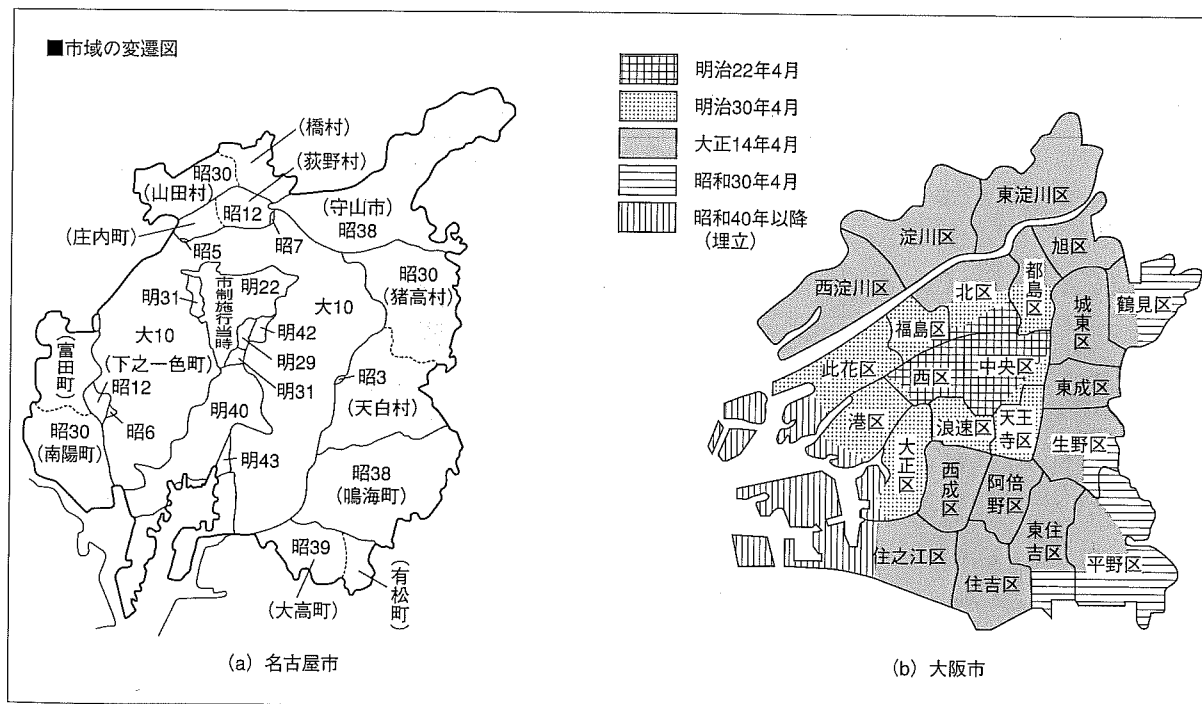 ■市域の変遷図
(橋村)
(荻野村)
昭30
(山田村)
昭12
(守山市)
昭38
(庄内町)
昭5
昭7
昭30
(猪高村)
明31
市制施行当時
明22
大10
明42
大10
(下之一色町)
明29
明31
昭3
(富田町)
昭12
(天白村)
昭6
明40
昭30
(南陽町)
明43
昭38
(鳴海町)
昭39
(大高町)
(有松町)
(a) 名古屋市
明治22年4月
明治30年4月
大正14年4月
昭和30年4月
昭和40年以降
(埋立)
東淀川区
淀川区
旭区
西淀川区
北区
都島区
鶴見区
城東区
福島区
此花区
西区
中央区
東成区
港区
浪速区
天王寺区
生野区
大正区
西成区
阿倍野区
東住吉区
平野区
住之江区
住吉区
(b) 大阪市